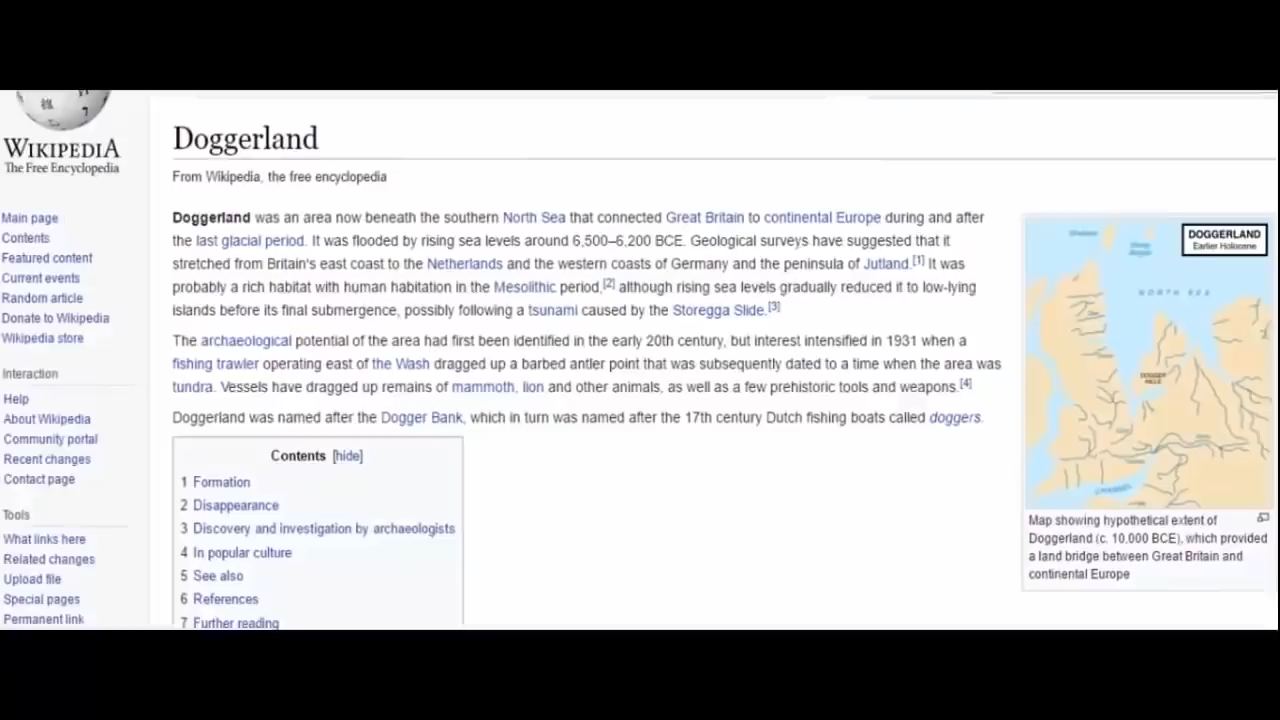 WIKIPEDIA
The Free Encyclopedia
Main page
Contents
Featured content
Current events
Random article
Donate to Wikipedia
Wikipedia store
Interaction
Help
About Wikipedia
Community portal
Recent changes
Contact page
Tools
What links here
Related changes
Upload file
Special pages
Permanent link
Doggerland
From Wikipedia, the free encyclopedia
Doggerland was an area now beneath the southern North Sea that connected Great Britain to continental Europe during and after
the last glacial period. It was flooded by rising sea levels around 6,500–6,200 BCE. Geological surveys have suggested that it
stretched from Britain's east coast to the Netherlands and the western coasts of Germany and the peninsula of Jutland.[1] It was
probably a rich habitat with human habitation in the Mesolithic period,[2] although rising sea levels gradually reduced it to low-lying
islands before its final submergence, possibly following a tsunami caused by the Storegga Slide.[3]
The archaeological potential of the area had first been identified in the early 20th century, but interest intensified in 1931 when a
fishing trawler operating east of the Wash dragged up a barbed antler point that was subsequently dated to a time when the area was
tundra. Vessels have dragged up remains of mammoth, lion and other animals, as well as a few prehistoric tools and weapons.[4]
Doggerland was named after the Dogger Bank, which in turn was named after the 17th century Dutch fishing boats called doggers.
Contents [hide]
1 Formation
2 Disappearance
3 Discovery and investigation by archaeologists
4 In popular culture
5 See also
6 References
7 Further reading
DOGGERLAND
Earlier Holocene
NORTH SEA
DOGGER
HILLS
CHANNEL
Map showing hypothetical extent of
Doggerland (c. 10,000 BCE), which provided
a land bridge between Great Britain and
continental Europe